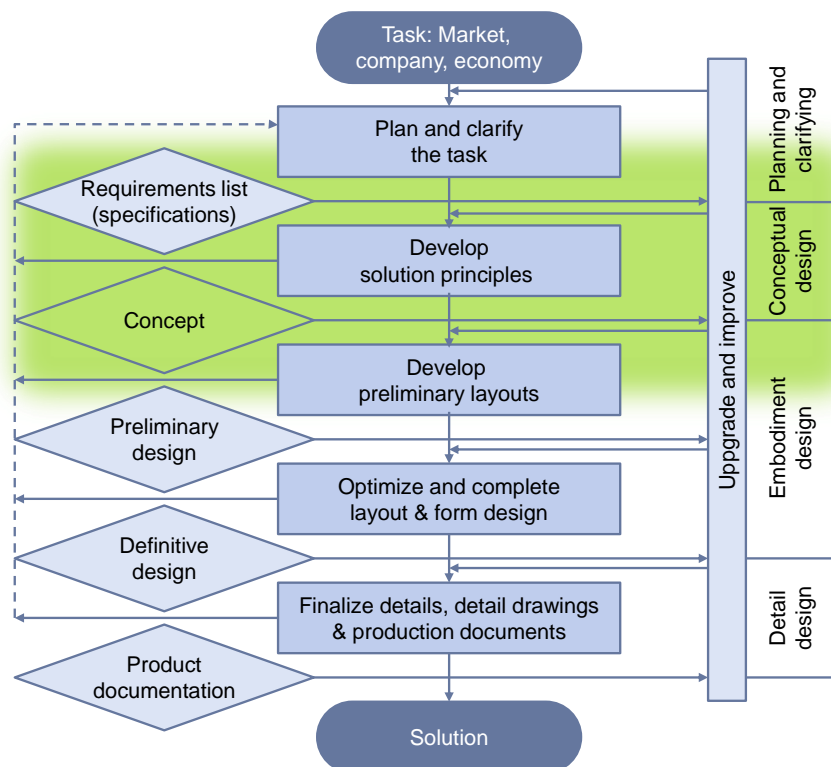 Task: Market,
company, economy
Plan and clarify
the task
Requirements list
(specifications)
Develop
solution principles
Concept
Develop
preliminary layouts
Preliminary
design
Optimize and complete
layout & form design
Definitive
design
Finalize details, detail drawings
& production documents
Product
documentation
Solution
Uppgrade and improve
Planning and
clarifying
Conceptual
design
Embodiment
design
Detail
design